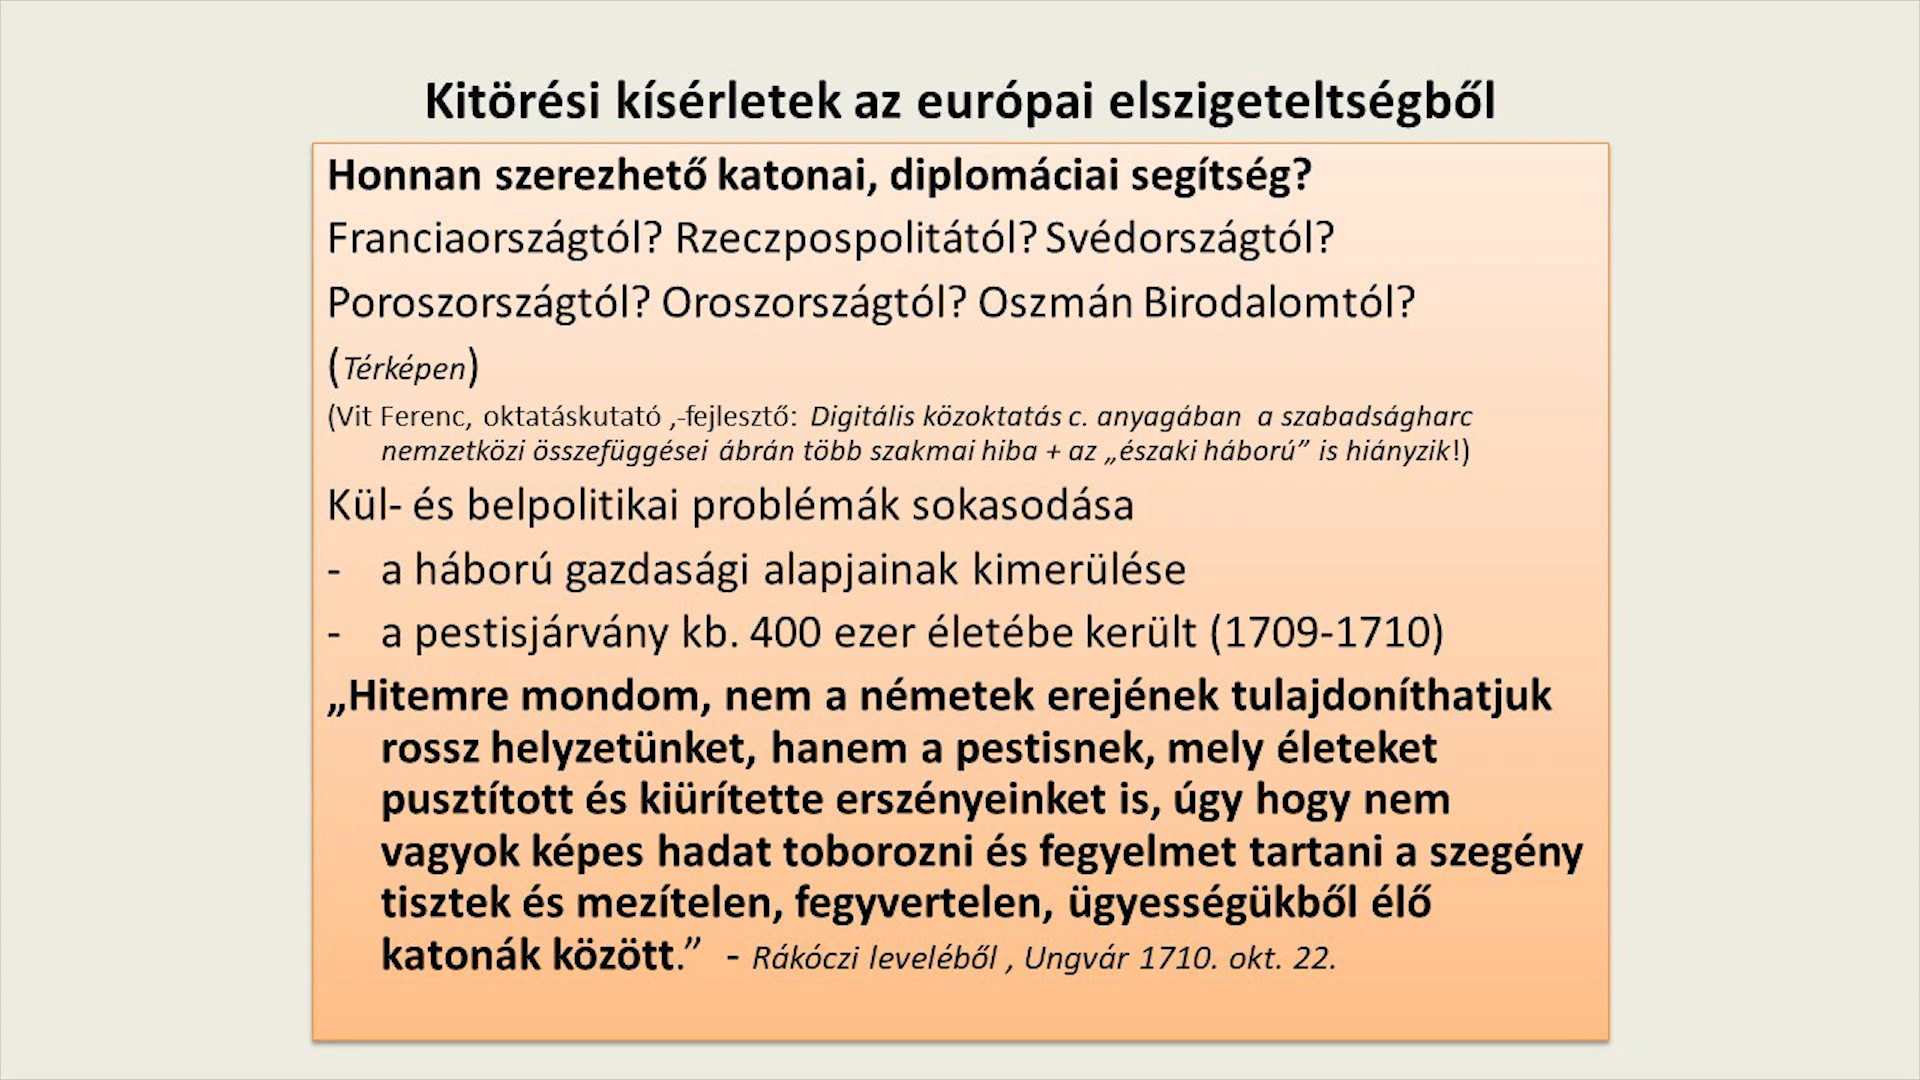 Kitörési kísérletek az európai elszigeteltségből
Honnan szerezhető katonai, diplomáciai segítség?
Franciaországtól? Rzeczpospolitától? Svédországtól?
Poroszországtól? Oroszországtól? Oszmán Birodalomtól?
(Térképen)
(Vit Ferenc, oktatáskutató ,-fejlesztő: Digitális közoktatás c. anyagában a szabadságharc
nemzetközi összefüggései ábrán több szakmai hiba + az „északi háború” is hiányzik!)
Kül- és belpolitikai problémák sokasodása
- a háború gazdasági alapjainak kimerülése
- a pestisjárvány kb. 400 ezer életébe került (1709-1710)
„Hitemre mondom, nem a németek erejének tulajdoníthatjuk
rossz helyzetünket, hanem a pestisnek, mely életeket
pusztított és kiürítette erszényeinket is, úgy hogy nem
vagyok képes hadat toborozni és fegyelmet tartani a szegény
tisztek és mezítelen, fegyvertelen, ügyességükből élő
katonák között.” - Rákóczi leveléből , Ungvár 1710. okt. 22.